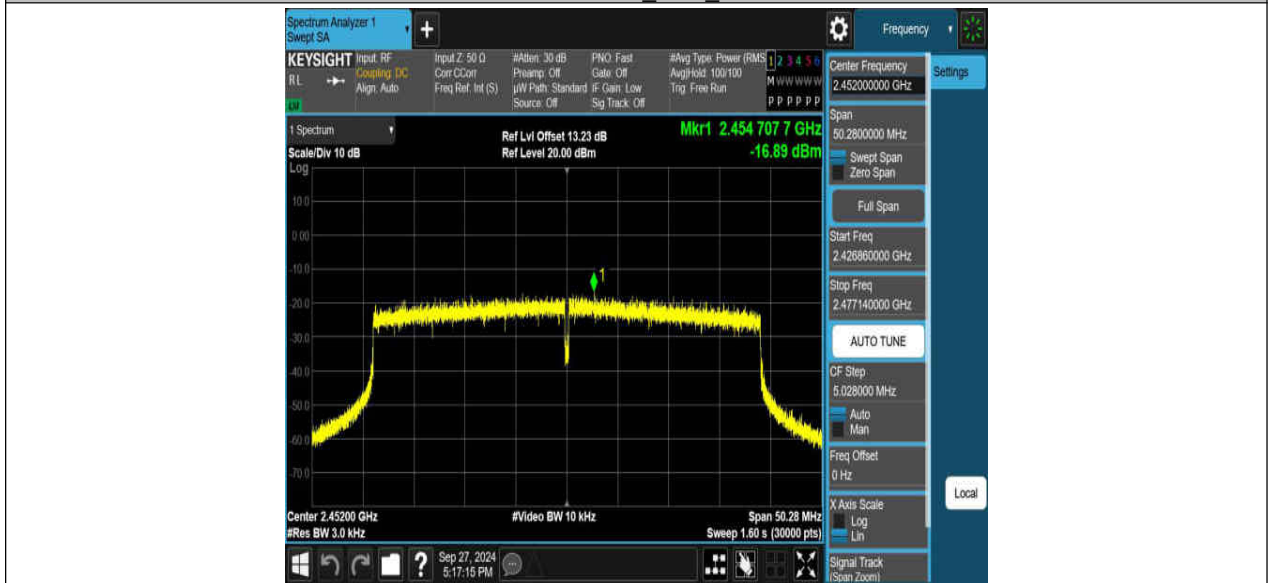 Spectrum Analyzer 1
Swept SA
+
Frequency
KEYSIGHT
RL
LW
Input: RF
Coupling: DC
Align: Auto
Input Z: 50 Ω
Corr CCorr
Freq Ref: Int (S)
#Atten: 30 dB
Preamp: Off
µW Path: Standard
Source: Off
PNO: Fast
Gate: Off
IF Gain: Low
Sig Track: Off
#Avg Type: Power (RMS
Avg|Hold: 100/100
Trig: Free Run
1 2 3 4 5 6
M W W W W W
P P P P P P
1 Spectrum
Scale/Div 10 dB
Log
Ref Lvl Offset 13.23 dB
Ref Level 20.00 dBm
Mkr1 2.454 707 7 GHz
-16.89 dBm
10.0
0.00
-10.0
-20.0
-30.0
-40.0
-50.0
-60.0
-70.0
1
Center 2.45200 GHz
#Res BW 3.0 kHz
#Video BW 10 kHz
Span 50.28 MHz
Sweep 1.60 s (30000 pts)
Center Frequency
2.452000000 GHz
Settings
Span
50.2800000 MHz
Swept Span
Zero Span
Full Span
Start Freq
2.426860000 GHz
Stop Freq
2.477140000 GHz
AUTO TUNE
CF Step
5.028000 MHz
Auto
Man
Freq Offset
0 Hz
X Axis Scale
Log
Lin
Local
Signal Track
(Span Zoom)
?
Sep 27, 2024
5:17:15 PM